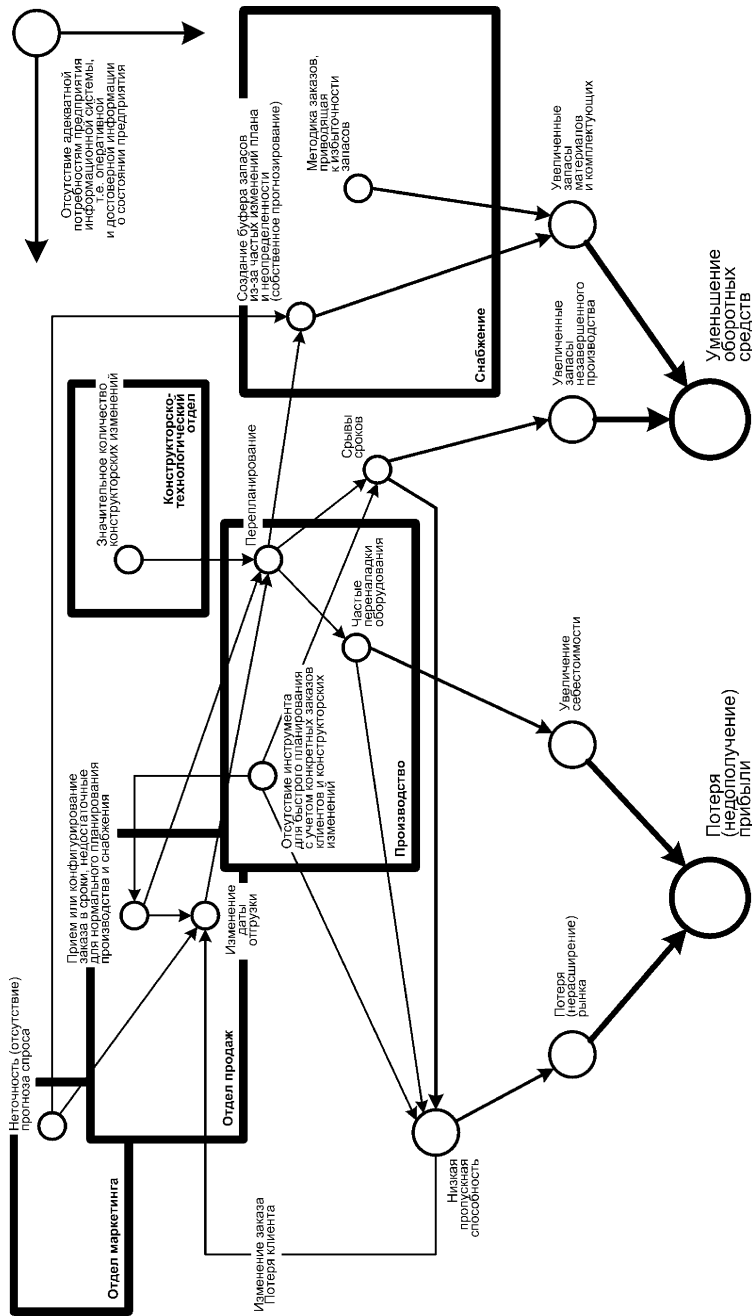 Отсутствие адекватной
потребностям предприятия
информационной системы,
т.е. оперативной
и достоверной информации
о состоянии предприятия
Неточность (отсутствие)
прогноза спроса
Отдел маркетинга
Прием или конфигурирование
заказа в сроки, недостаточные
для нормального планирования
производства и снабжения
Изменение
даты
отгрузки
Отдел продаж
Изменение заказа
Потеря клиента
Значительное количество
конструкторских изменений
Конструкторско-
технологический
отдел
Перепланирование
Отсутствие инструмента
для быстрого планирования
с учетом конкретных заказов
клиентов и конструкторских
изменений
Частые
переналадки
оборудования
Производство
Срывы
сроков
Создание буфера запасов
из-за частых изменений плана
и неопределенности
(собственное прогнозирование)
Методика заказов,
приводящая
к избыточности
запасов
Снабжение
Низкая
пропускная
способность
Потеря
(нерасширение)
рынка
Увеличение
себестоимости
Увеличенные
запасы
незавершенного
производства
Увеличенные
запасы
материалов
и комплектующих
Потеря
(недополучение)
прибыли
Уменьшение
оборотных
средств